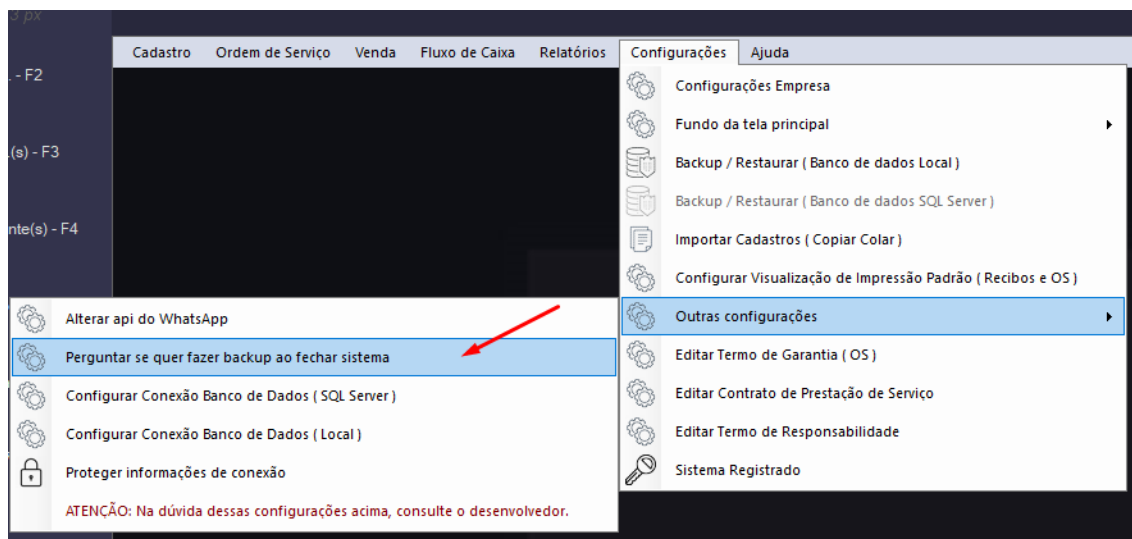 3 px
Cadastro Ordem de Serviço Venda Fluxo de Caixa Relatórios Configurações Ajuda
. - F2
.(s) - F3
nte(s) - F4
Configurações Empresa
Fundo da tela principal
Backup / Restaurar ( Banco de dados Local )
Backup / Restaurar ( Banco de dados SQL Server )
Importar Cadastros ( Copiar Colar )
Configurar Visualização de Impressão Padrão ( Recibos e OS )
Outras configurações
Editar Termo de Garantia ( OS )
Editar Contrato de Prestação de Serviço
Editar Termo de Responsabilidade
Sistema Registrado
Alterar api do WhatsApp
Perguntar se quer fazer backup ao fechar sistema
Configurar Conexão Banco de Dados ( SQL Server )
Configurar Conexão Banco de Dados ( Local )
Proteger informações de conexão
ATENÇÃO: Na dúvida dessas configurações acima, consulte o desenvolvedor.